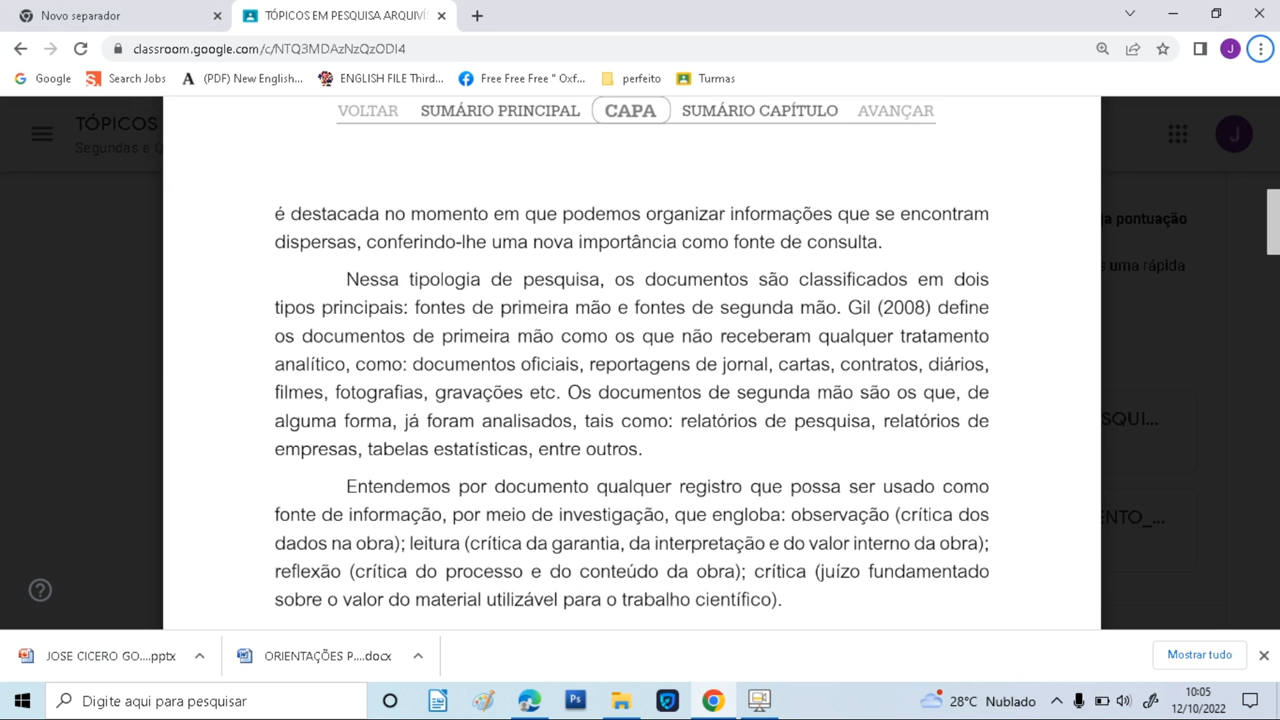 Novo separador
TÓPICOS EM PESQUISA ARQUIVÍS
classroom.google.com/c/NTQ3MDAzNzQzODI4
J
Google
Search Jobs
(PDF) New English...
ENGLISH FILE Third...
Free Free Free " Oxf...
perfeito
Turmas
VOLTAR SUMÁRIO PRINCIPAL CAPA SUMÁRIO CAPÍTULO AVANÇAR
TÓPICOS
Segundas e Q
J
é destacada no momento em que podemos organizar informações que se encontram
dispersas, conferindo-lhe uma nova importância como fonte de consulta.
Nessa tipologia de pesquisa, os documentos são classificados em dois
tipos principais: fontes de primeira mão e fontes de segunda mão. Gil (2008) define
os documentos de primeira mão como os que não receberam qualquer tratamento
analítico, como: documentos oficiais, reportagens de jornal, cartas, contratos, diários,
filmes, fotografias, gravações etc. Os documentos de segunda mão são os que, de
alguma forma, já foram analisados, tais como: relatórios de pesquisa, relatórios de
empresas, tabelas estatísticas, entre outros.
Entendemos por documento qualquer registro que possa ser usado como
fonte de informação, por meio de investigação, que engloba: observação (crítica dos
dados na obra); leitura (crítica da garantia, da interpretação e do valor interno da obra);
reflexão (crítica do processo e do conteúdo da obra); crítica (juízo fundamentado
sobre o valor do material utilizável para o trabalho científico).
ja pontuação
s uma rápida
ESQUI...
ENTO_...
JOSE CICERO GO....pptx
ORIENTAÇÕES P....docx
Mostrar tudo
Digite aqui para pesquisar
Ps
28°C Nublado
10:05
12/10/2022